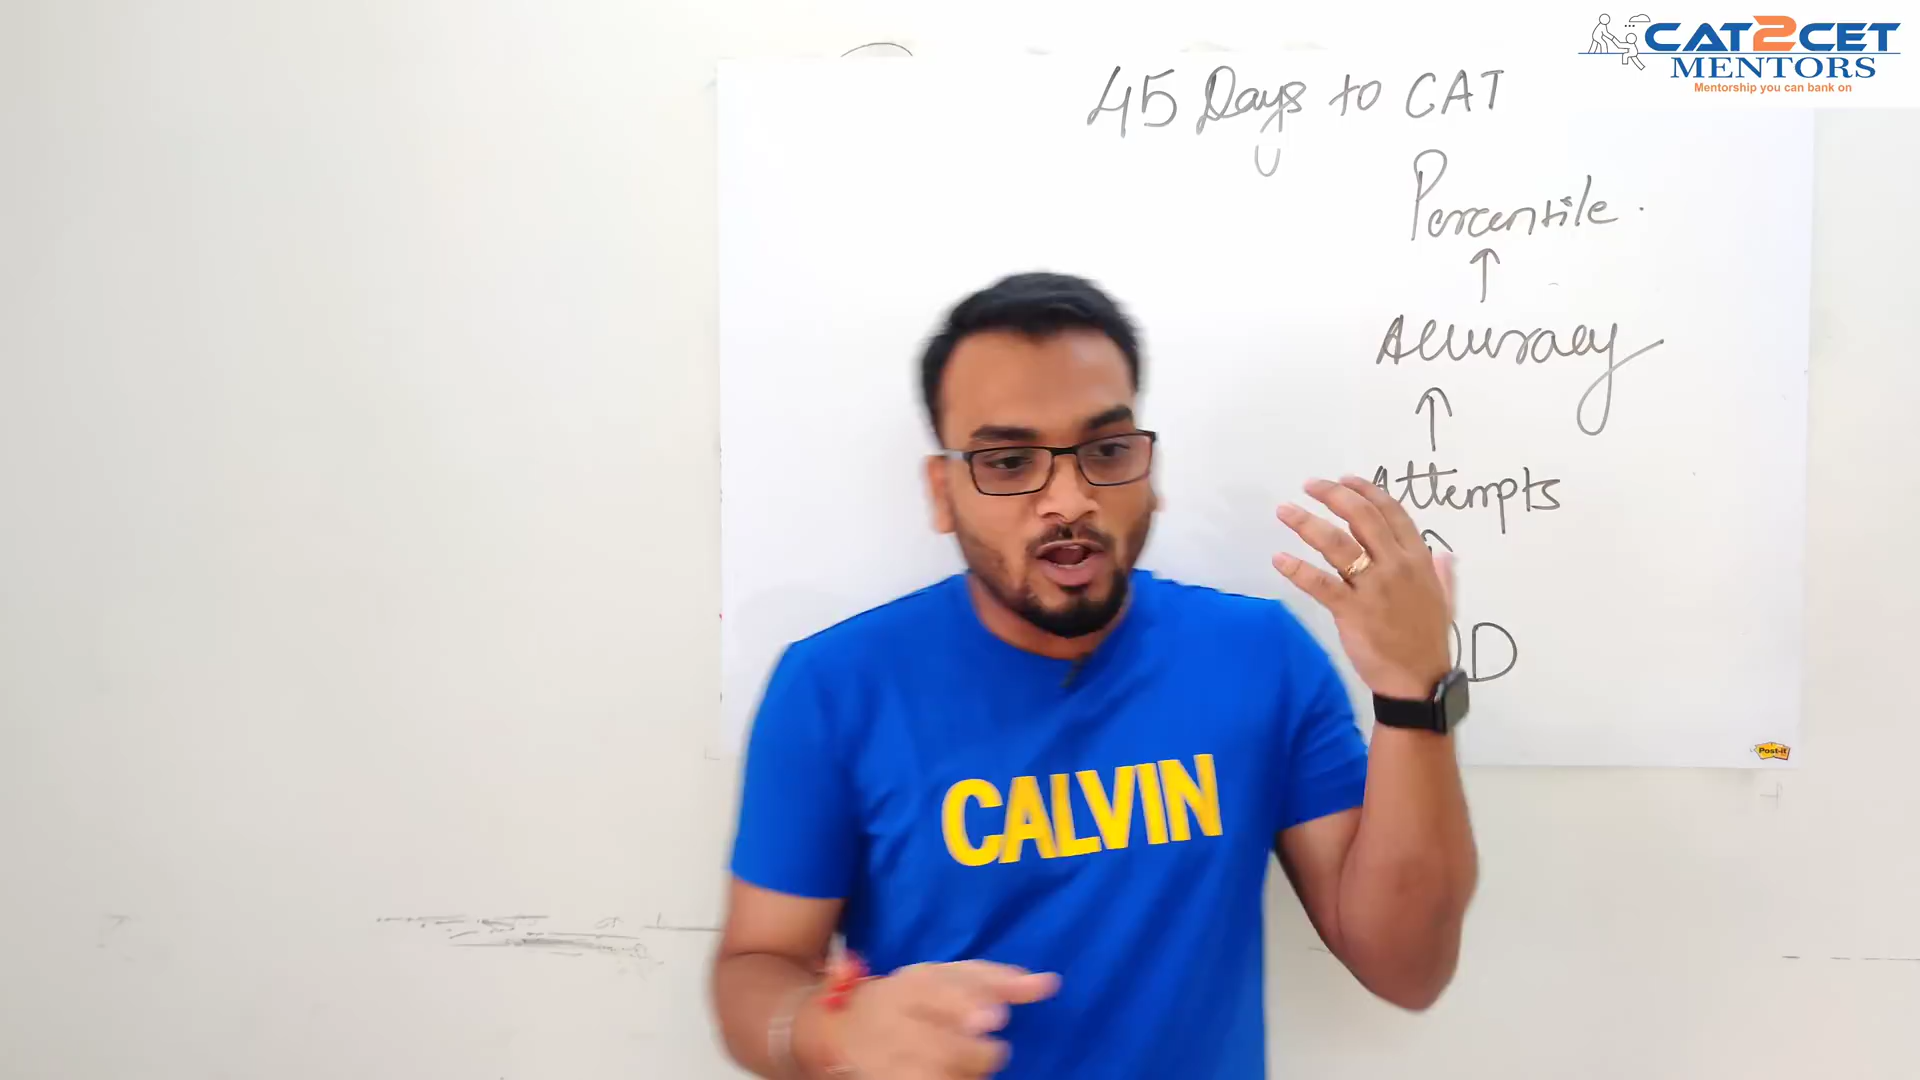 CAT2CET
MENTORS
Mentorship you can bank on
45 Days to CAT
Percentile.
↑
Accuracy
↑
Attempts
↑
D
CALVIN
Post-it